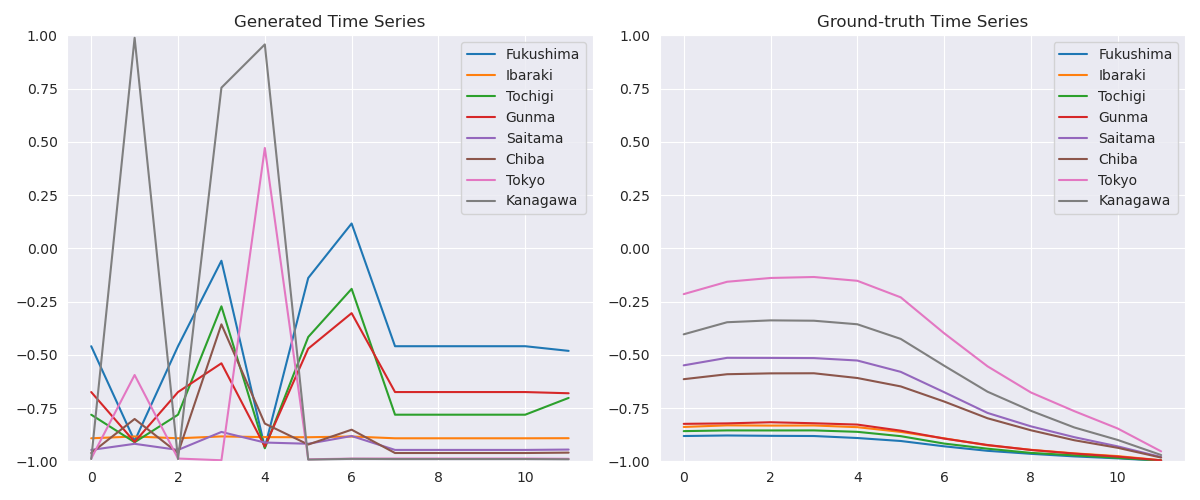 Generated Time Series
1.00
0.75
0.50
0.25
0.00
−0.25
−0.50
−0.75
−1.00
0 2 4 6 8 10
Fukushima
Ibaraki
Tochigi
Gunma
Saitama
Chiba
Tokyo
Kanagawa
Ground-truth Time Series
1.00
0.75
0.50
0.25
0.00
−0.25
−0.50
−0.75
−1.00
0 2 4 6 8 10
Fukushima
Ibaraki
Tochigi
Gunma
Saitama
Chiba
Tokyo
Kanagawa